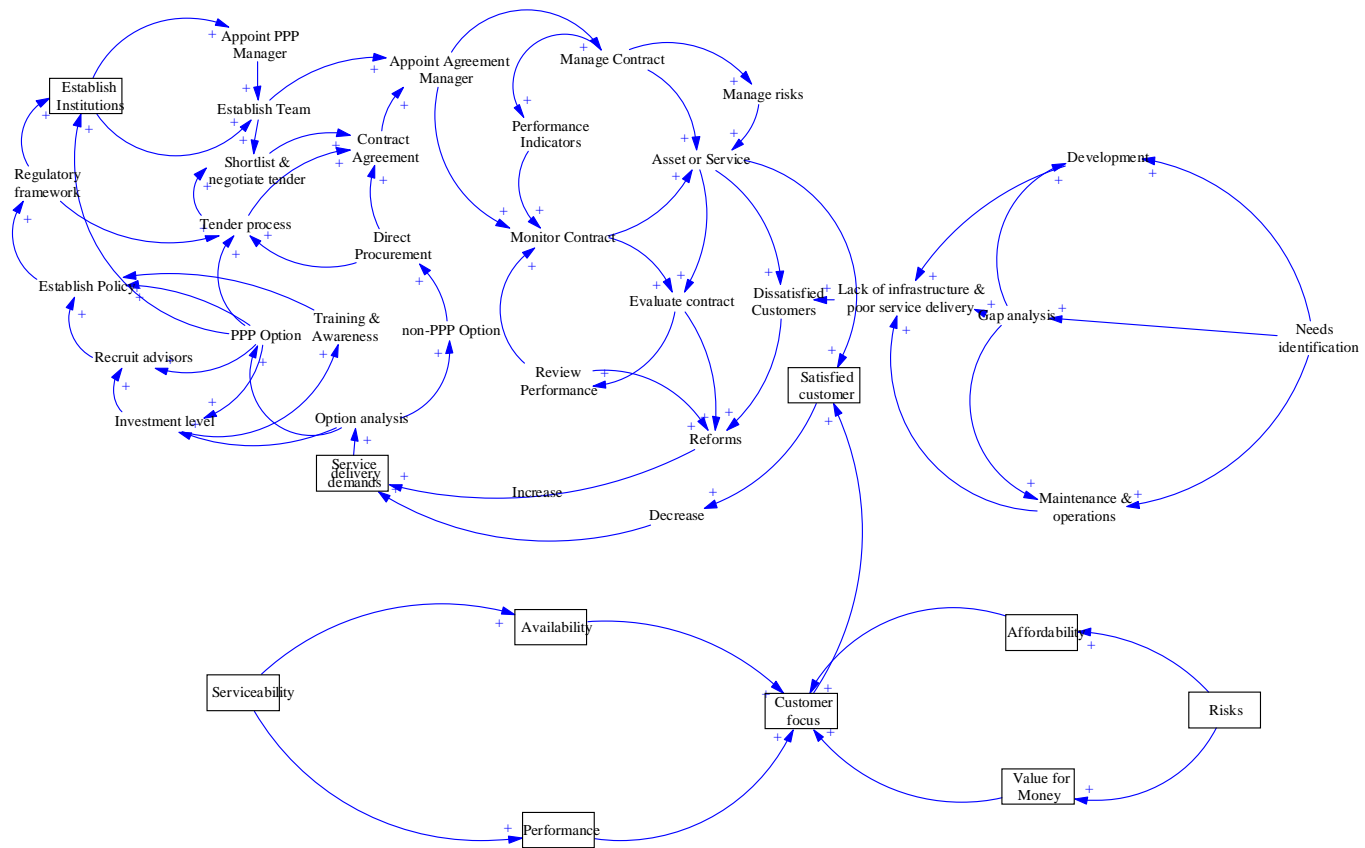 Appoint PPP
Manager
Establish
Institutions
Establish Team
Appoint Agreement
Manager
Manage Contract
Manage risks
Performance
Indicators
Contract
Agreement
Shortlist &
negotiate tender
Asset or Service
Development
Regulatory
framework
Tender process
Direct
Procurement
Monitor Contract
Establish Policy
Training &
Awareness
PPP Option
non-PPP Option
Evaluate contract
Dissatisfied
Customers
Lack of infrastructure &
poor service delivery
Gap analysis
Needs
identification
Recruit advisors
Review
Performance
Satisfied
customer
Investment level
Option analysis
Reforms
Service
delivery
demands
Increase
Decrease
Maintenance &
operations
Availability
Affordability
Serviceability
Customer
focus
Risks
Value for
Money
Performance